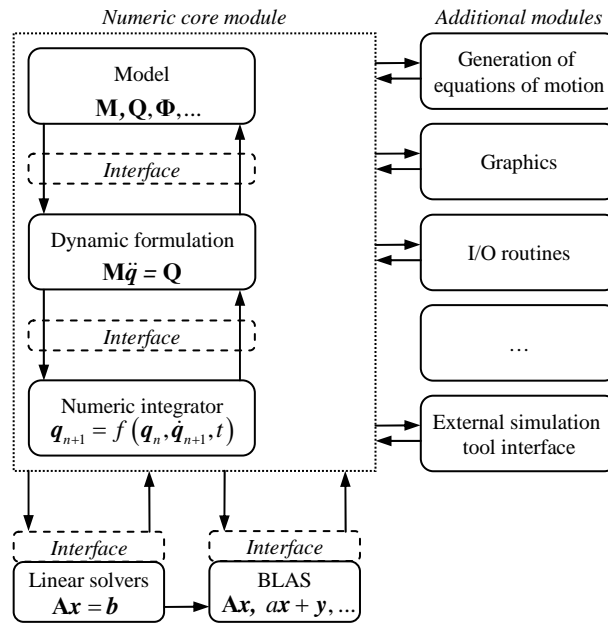 Numeric core module
Additional modules
Model
M, Q, Φ, ...
Interface
Dynamic formulation
Mq̈ = Q
Interface
Numeric integrator
qₙ₊₁ = f (qₙ, q̇ₙ₊₁, t)
Generation of
equations of motion
Graphics
I/O routines
...
External simulation
tool interface
Interface
Linear solvers
Ax = b
Interface
BLAS
Ax, ax + y, ...